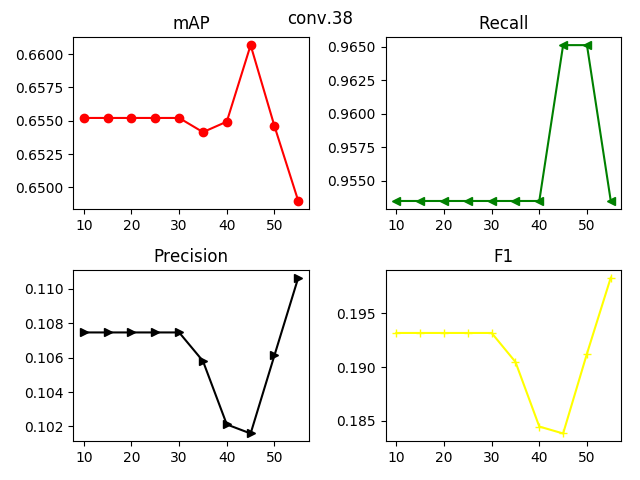 conv.38
mAP
Recall
0.6600
0.6575
0.6550
0.6525
0.6500
10 20 30 40 50
0.9650
0.9625
0.9600
0.9575
0.9550
10 20 30 40 50
Precision
F1
0.110
0.108
0.106
0.104
0.102
10 20 30 40 50
0.195
0.190
0.185
10 20 30 40 50